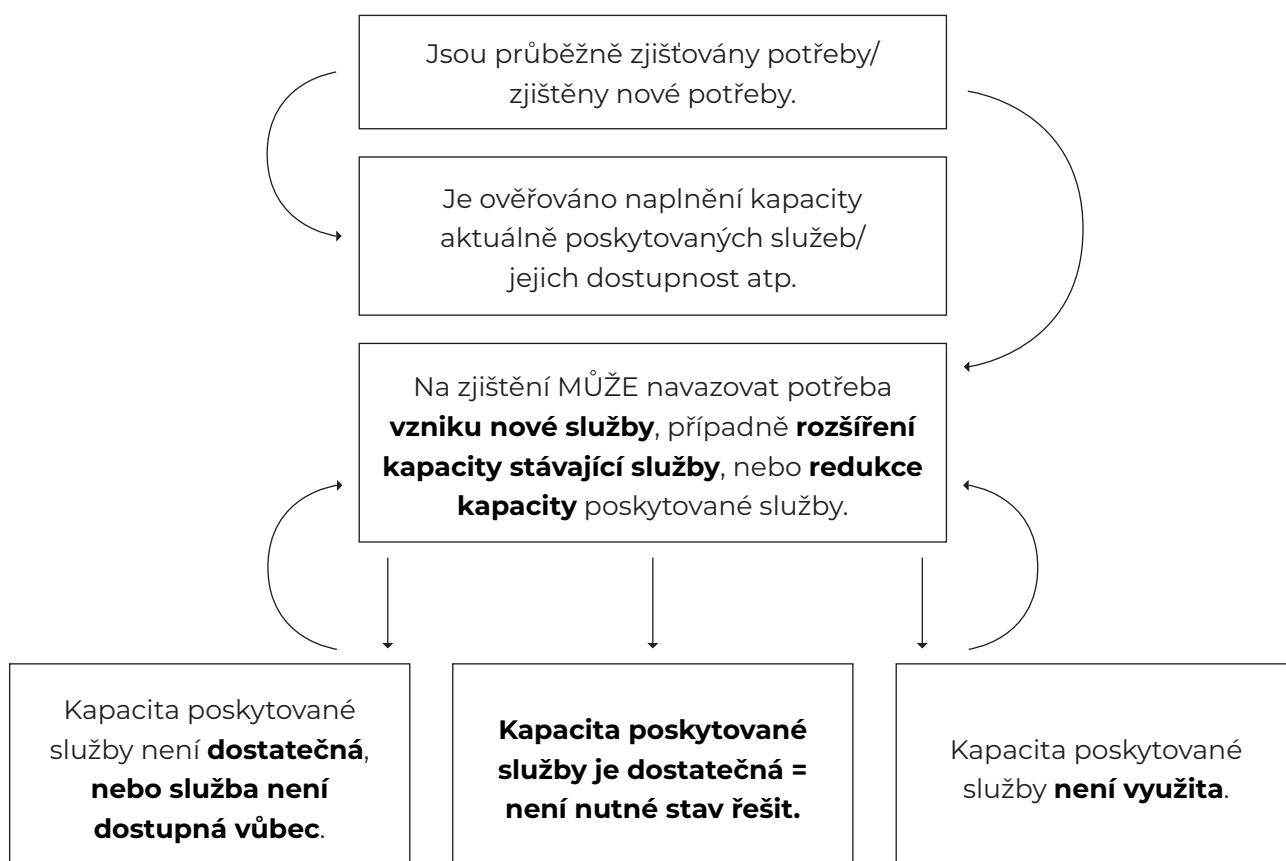 Jsou průběžně zjišťovány potřeby/
zjištěny nové potřeby.
Je ověřováno naplnění kapacity
aktuálně poskytovaných služeb/
jejich dostupnost atp.
Na zjištění MŮŽE navazovat potřeba
vzniku nové služby, případně rozšíření
kapacity stávající služby, nebo redukce
kapacity poskytované služby.
Kapacita poskytované
služby není dostatečná,
nebo služba není
dostupná vůbec.
Kapacita poskytované
služby je dostatečná =
není nutné stav řešit.
Kapacita poskytované
služby není využita.